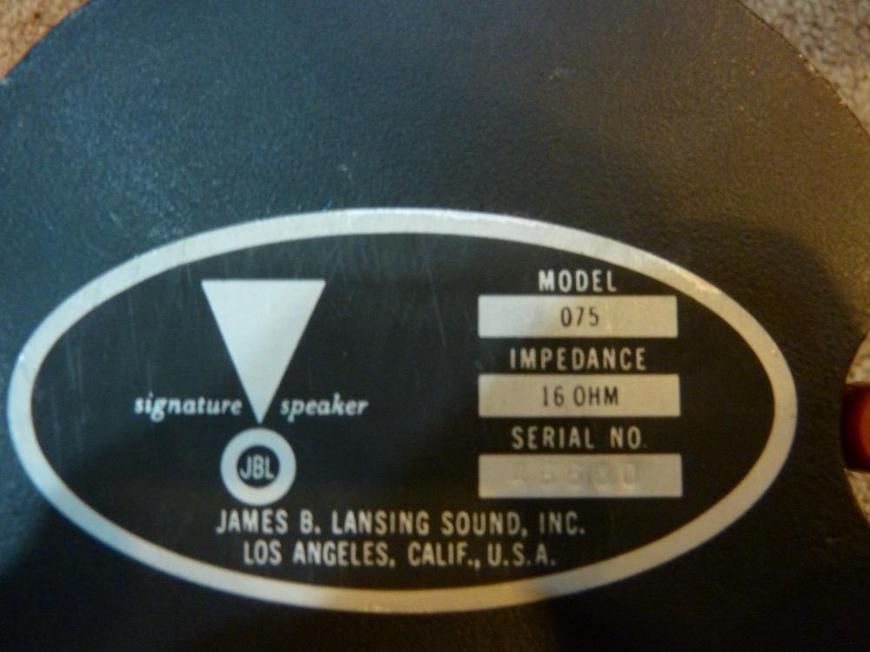 MODEL
075
IMPEDANCE
16 OHM
signature speaker
SERIAL NO.
JBL
JAMES B. LANSING SOUND, INC.
LOS ANGELES, CALIF., U.S.A.